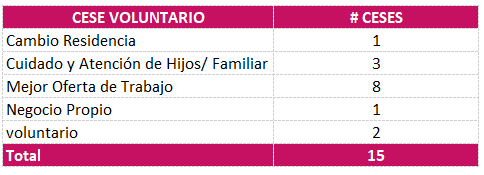 CESE VOLUNTARIO # CESES
Cambio Residencia 1
Cuidado y Atención de Hijos/ Familiar 3
Mejor Oferta de Trabajo 8
Negocio Propio 1
voluntario 2
Total 15